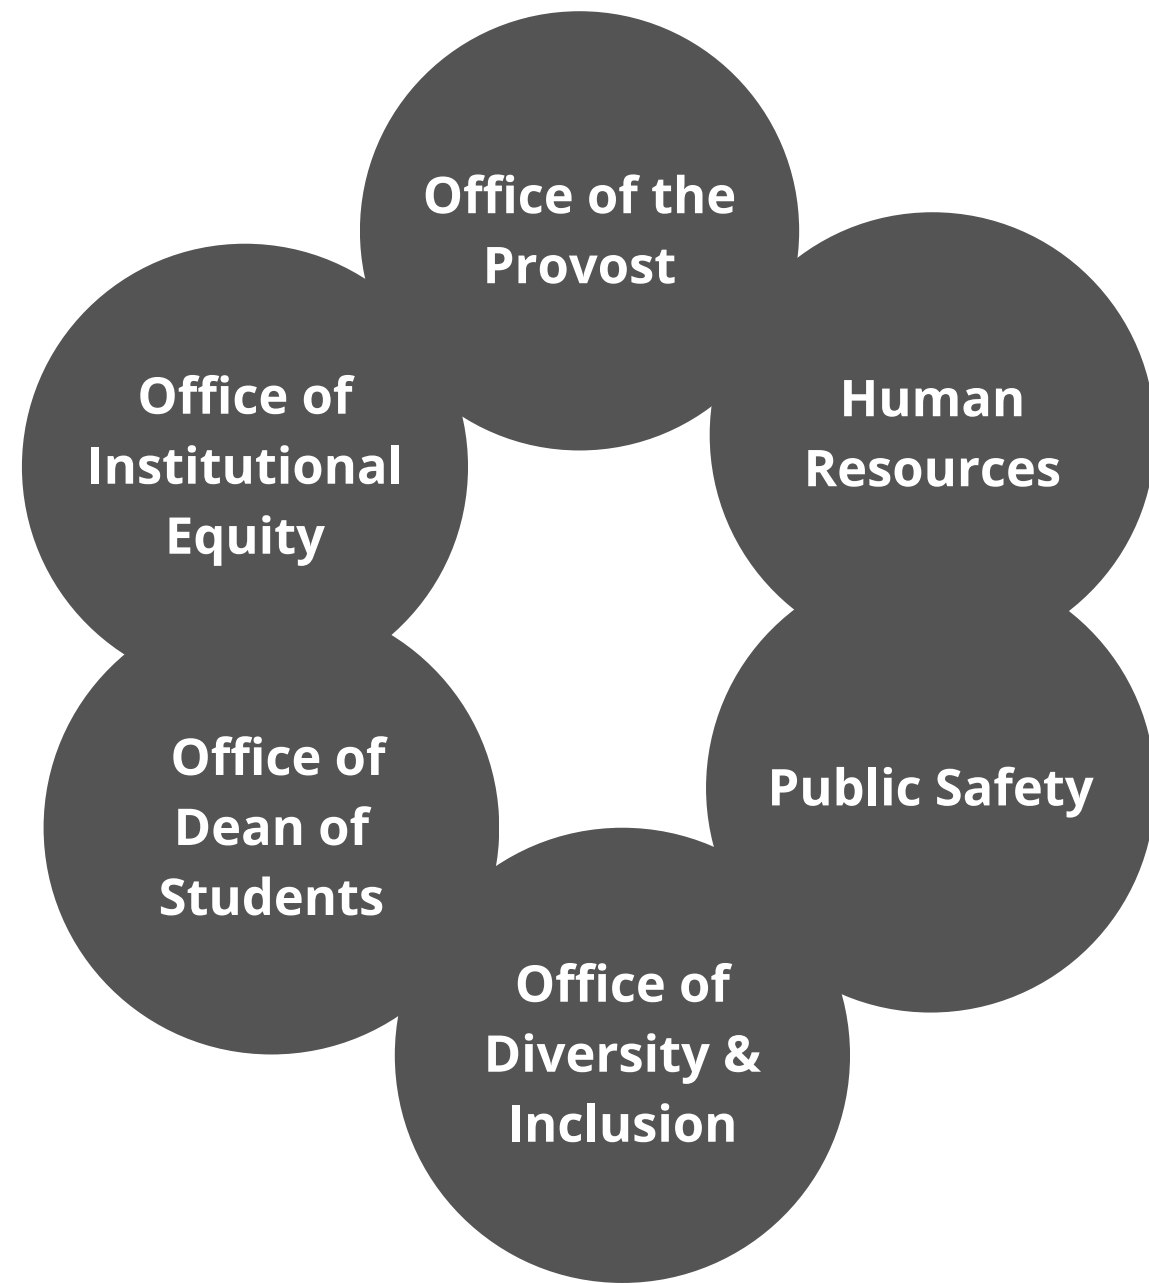 Office of the
Provost
Human
Resources
Public Safety
Office of
Diversity &
Inclusion
Office of
Dean of
Students
Office of
Institutional
Equity